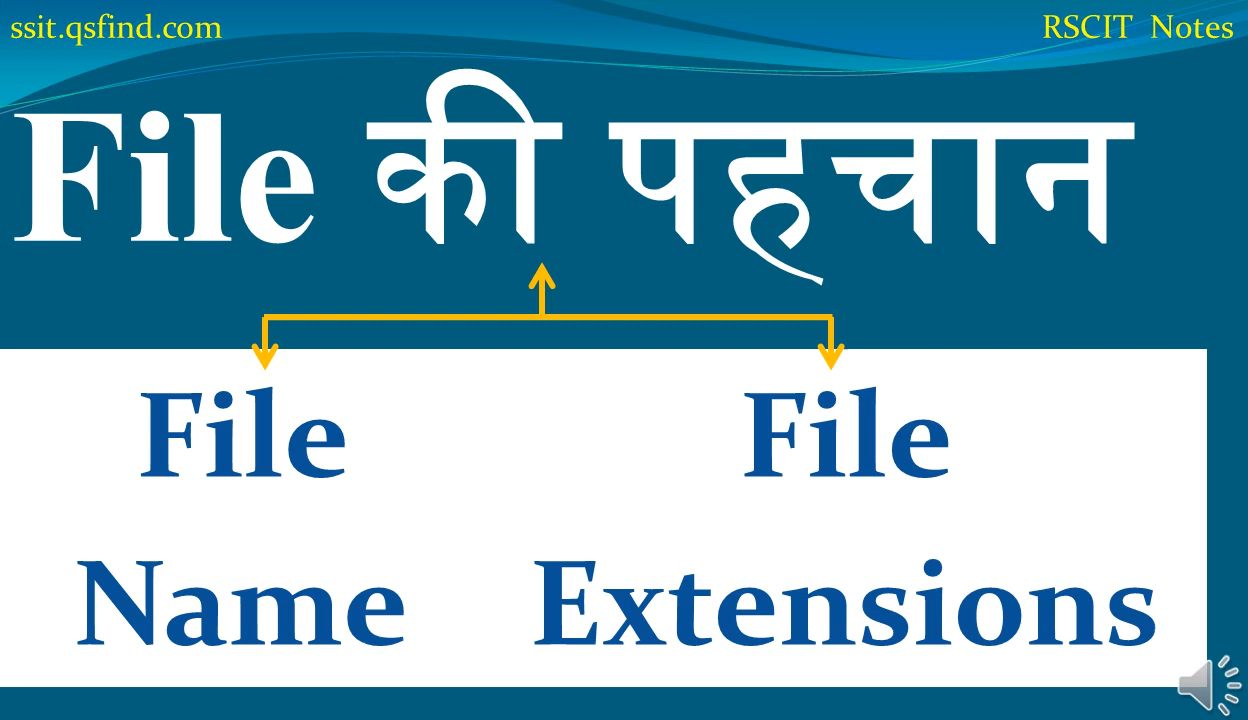 ssit.qsfind.com
RSCIT Notes
File की पहचान
File
Name
File
Extensions